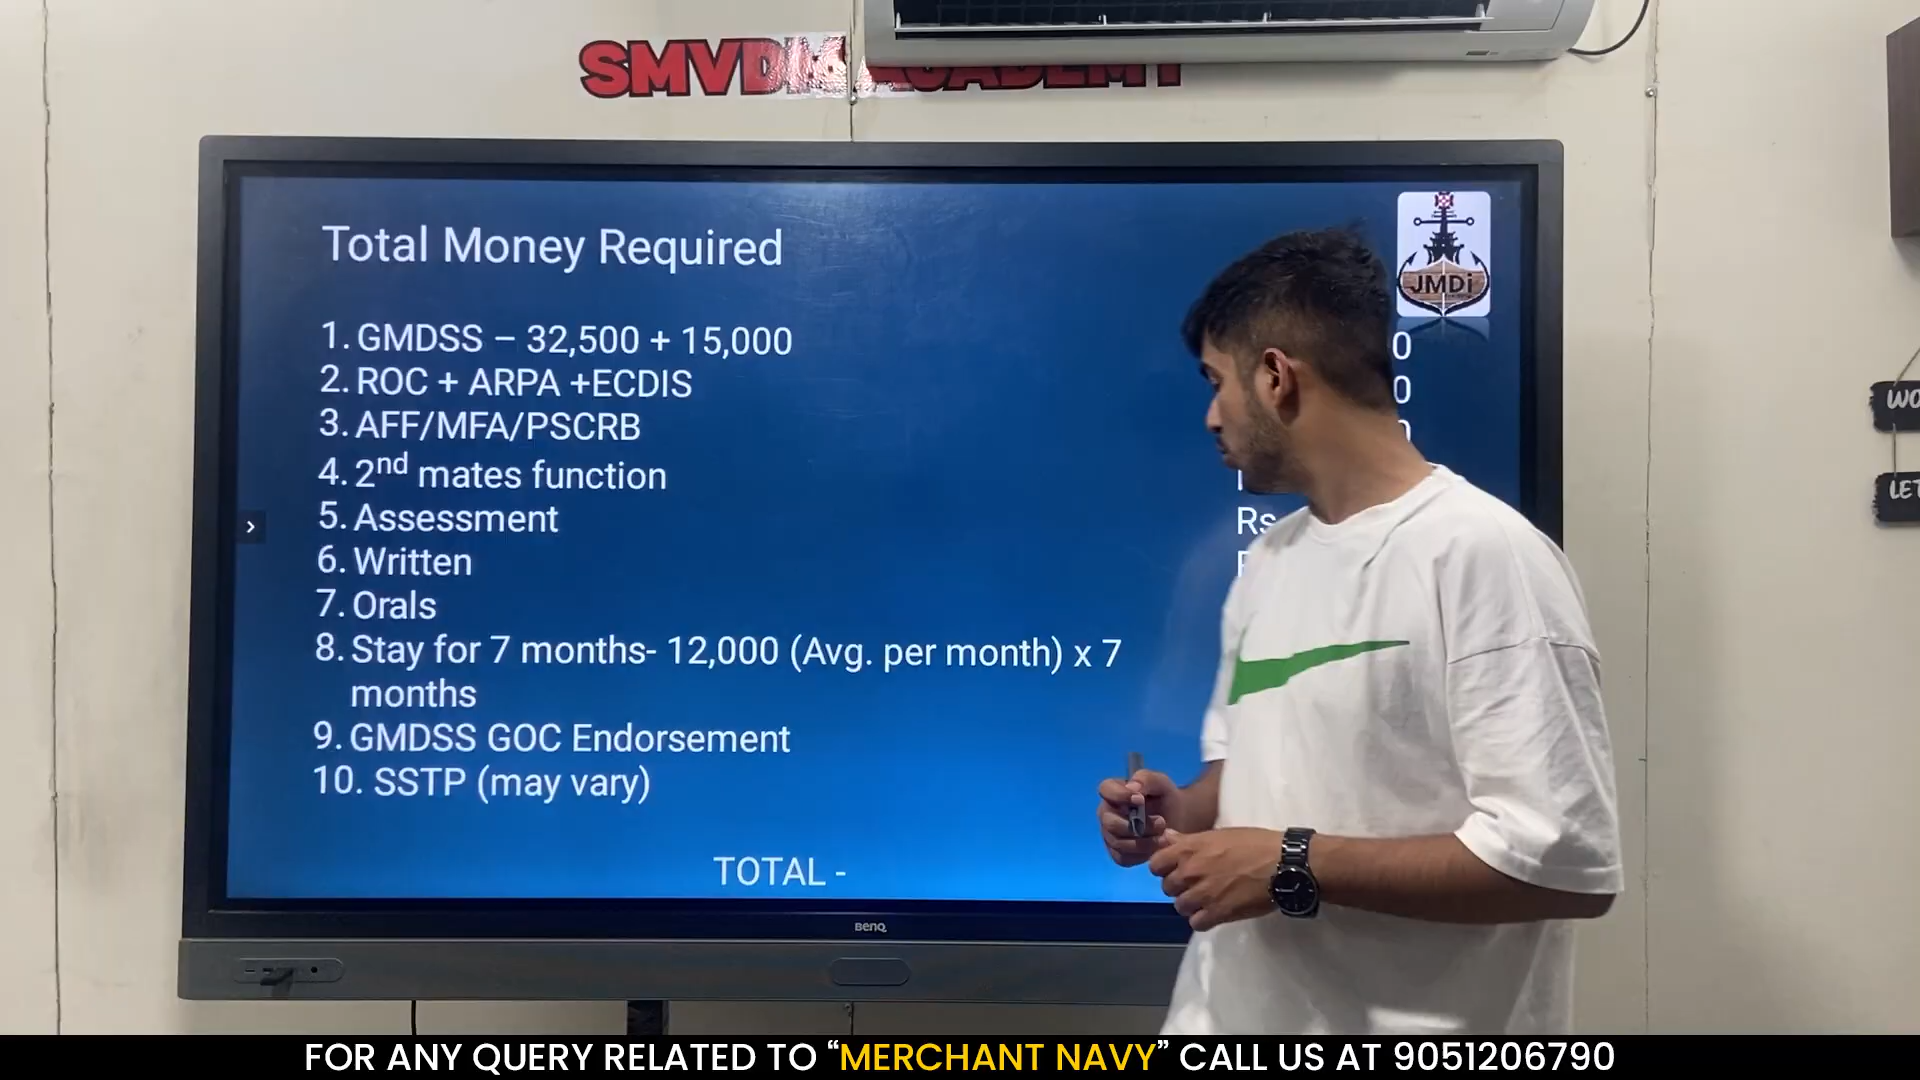 SMVDM ACADEMY
Total Money Required
JMDi
1. GMDSS – 32,500 + 15,000
2. ROC + ARPA +ECDIS
3. AFF/MFA/PSCRB
4. 2nd mates function
5. Assessment
Rs
6. Written
7. Orals
8. Stay for 7 months- 12,000 (Avg. per month) x 7
months
9. GMDSS GOC Endorsement
10. SSTP (may vary)
TOTAL -
BenQ
FOR ANY QUERY RELATED TO “MERCHANT NAVY” CALL US AT 9051206790